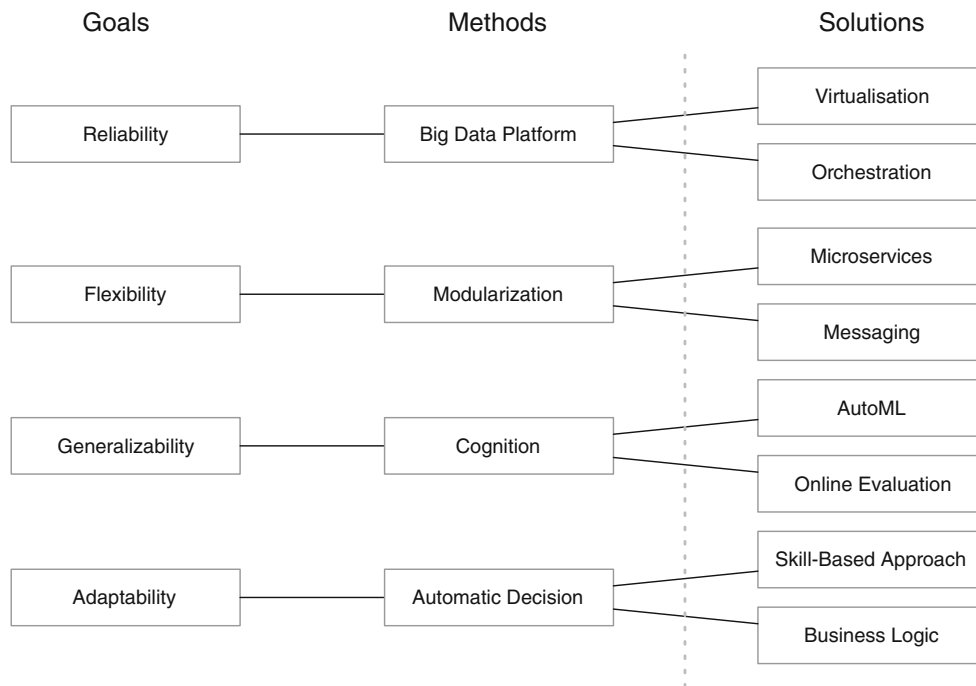 Goals
Methods
Solutions
Reliability
Big Data Platform
Virtualisation
Orchestration
Flexibility
Modularization
Microservices
Messaging
Generalizability
Cognition
AutoML
Online Evaluation
Adaptability
Automatic Decision
Skill-Based Approach
Business Logic